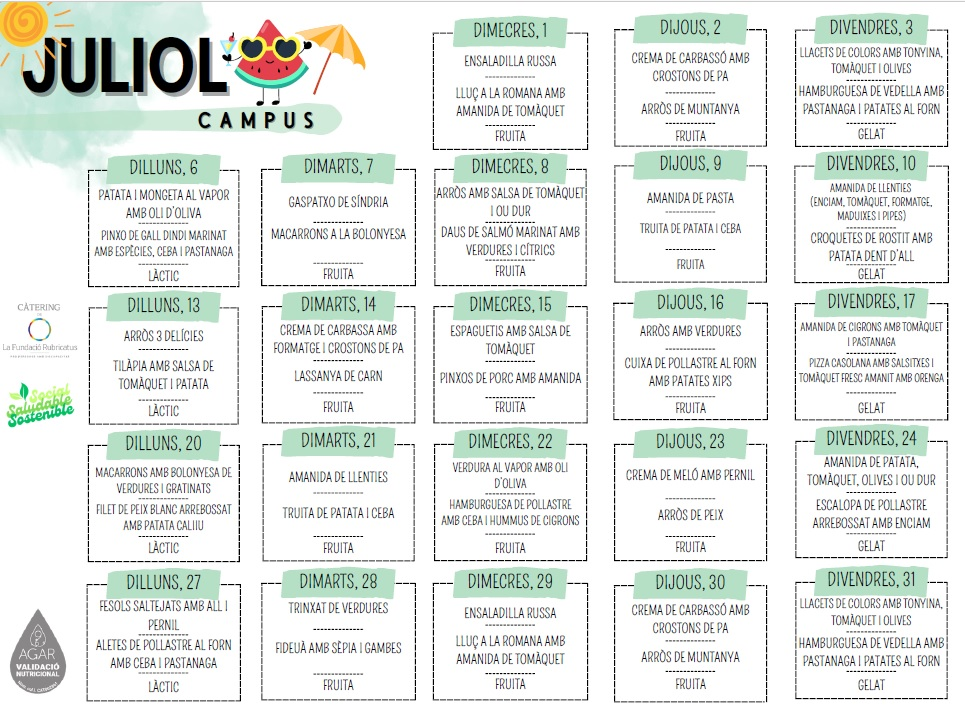 JULIOL
CAMPUS
DIMECRES, 1
ENSALADILLA RUSSA
LLUÇ A LA ROMANA AMB
AMANIDA DE TOMÀQUET
FRUITA
DIJOUS, 2
CREMA DE CARBASSÓ AMB
CROSTONS DE PA
ARRÒS DE MUNTANYA
FRUITA
DIVENDRES, 3
LLACETS DE COLORS AMB TONYINA,
TOMÀQUET I OLIVES
HAMBURGUESA DE VEDELLA AMB
PASTANAGA I PATATES AL FORN
GELAT
DILLUNS, 6
PATATA I MONGETA AL VAPOR
AMB OLI D'OLIVA
PINXO DE GALL DINDI MARINAT
AMB ESPÈCIES, CEBA I PASTANAGA
LÀCTIC
DIMARTS, 7
GASPATXO DE SÍNDRIA
MACARRONS A LA BOLONYESA
FRUITA
DIMECRES, 8
ARRÒS AMB SALSA DE TOMÀQUET
I OU DUR
DAUS DE SALMÓ MARINAT AMB
VERDURES I CÍTRICS
FRUITA
DIJOUS, 9
AMANIDA DE PASTA
TRUITA DE PATATA I CEBA
FRUITA
DIVENDRES, 10
AMANIDA DE LLENTIES
(ENCIAM, TOMÀQUET, FORMATGE,
MADUIXES I PIPES)
CROQUETES DE ROSTIT AMB
PATATA DENT D'ALL
GELAT
CÀTERING
La Fundació Rubricatus
DILLUNS, 13
ARRÒS 3 DELÍCIES
TILÀPIA AMB SALSA DE
TOMÀQUET I PATATA
LÀCTIC
DIMARTS, 14
CREMA DE CARBASSA AMB
FORMATGE I CROSTONS DE PA
LASSANYA DE CARN
FRUITA
DIMECRES, 15
ESPAGUETIS AMB SALSA DE
TOMÀQUET
PINXOS DE PORC AMB AMANIDA
FRUITA
DIJOUS, 16
ARRÒS AMB VERDURES
CUIXA DE POLLASTRE AL FORN
AMB PATATES XIPS
FRUITA
DIVENDRES, 17
AMANIDA DE CIGRONS AMB TOMÀQUET
I PASTANAGA
PIZZA CASOLANA AMB SALSITXES I
TOMÀQUET FRESC AMANIT AMB ORENGA
GELAT
Social
Saludable
Sostenible
DILLUNS, 20
MACARRONS AMB BOLONYESA DE
VERDURES I GRATINATS
FILET DE PEIX BLANC ARREBOSSAT
AMB PATATA CALIIU
LÀCTIC
DIMARTS, 21
AMANIDA DE LLENTIES
TRUITA DE PATATA I CEBA
FRUITA
DIMECRES, 22
VERDURA AL VAPOR AMB OLI
D'OLIVA
HAMBURGUESA DE POLLASTRE
AMB CEBA I HUMMUS DE CIGRONS
FRUITA
DIJOUS, 23
CREMA DE MELÓ AMB PERNIL
ARRÒS DE PEIX
FRUITA
DIVENDRES, 24
AMANIDA DE PATATA,
TOMÀQUET, OLIVES I OU DUR
ESCALOPA DE POLLASTRE
ARREBOSSAT AMB ENCIAM
GELAT
DILLUNS, 27
FESOLS SALTEJATS AMB ALL I
PERNIL
ALETES DE POLLASTRE AL FORN
AMB CEBA I PASTANAGA
LÀCTIC
DIMARTS, 28
TRINXAT DE VERDURES
FIDEUÀ AMB SÈPIA I GAMBES
FRUITA
DIMECRES, 29
ENSALADILLA RUSSA
LLUÇ A LA ROMANA AMB
AMANIDA DE TOMÀQUET
FRUITA
DIJOUS, 30
CREMA DE CARBASSÓ AMB
CROSTONS DE PA
ARRÒS DE MUNTANYA
FRUITA
DIVENDRES, 31
LLACETS DE COLORS AMB TONYINA,
TOMÀQUET I OLIVES
HAMBURGUESA DE VEDELLA AMB
PASTANAGA I PATATES AL FORN
GELAT
AGAR
VALIDACIÓ
NUTRICIONAL